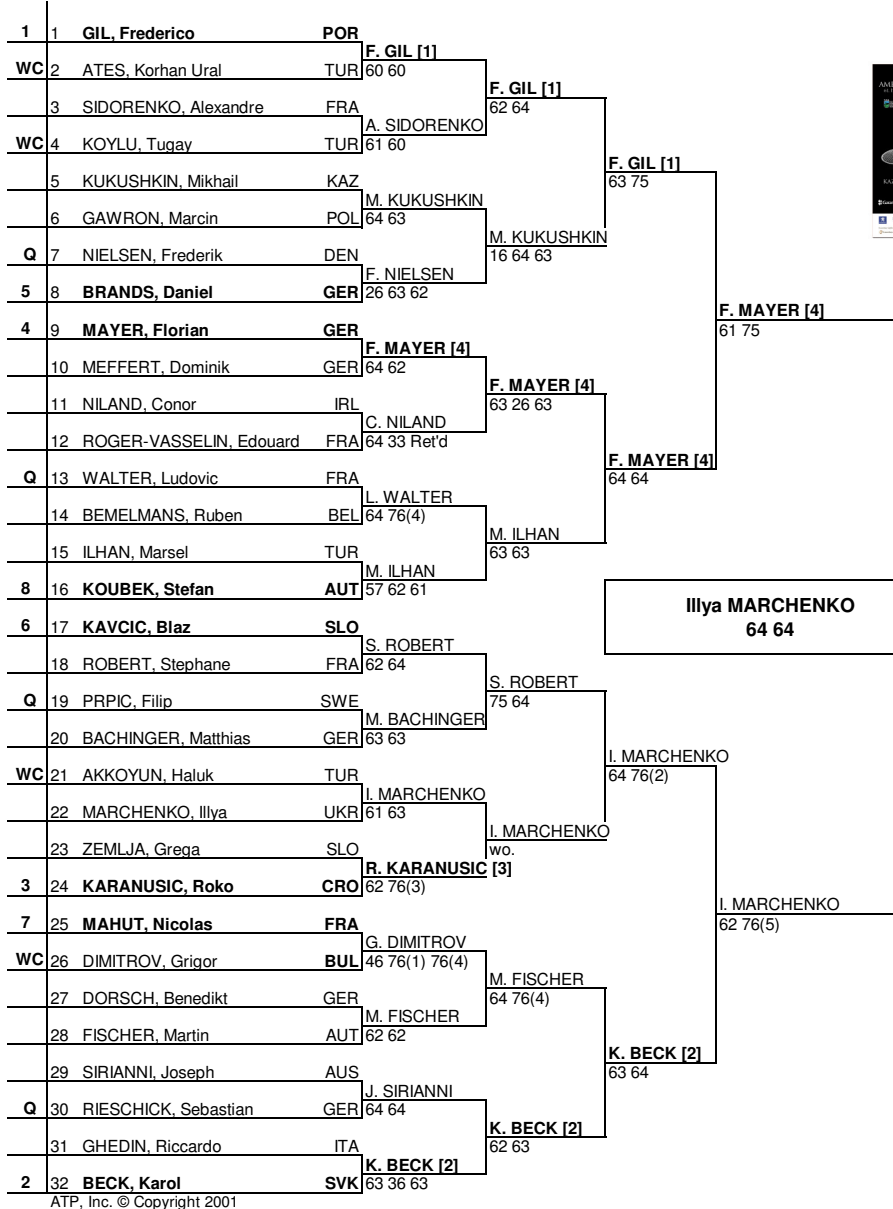 1 1 GIL, Frederico POR
WC 2 ATES, Korhan Ural TUR
3 SIDORENKO, Alexandre FRA
WC 4 KOYLU, Tugay TUR
5 KUKUSHKIN, Mikhail KAZ
6 GAWRON, Marcin POL
Q 7 NIELSEN, Frederik DEN
5 8 BRANDS, Daniel GER
4 9 MAYER, Florian GER
10 MEFFERT, Dominik GER
11 NILAND, Conor IRL
12 ROGER-VASSELIN, Edouard FRA
Q 13 WALTER, Ludovic FRA
14 BEMELMANS, Ruben BEL
15 ILHAN, Marsel TUR
8 16 KOUBEK, Stefan AUT
6 17 KAVCIC, Blaz SLO
18 ROBERT, Stephane FRA
Q 19 PRPIC, Filip SWE
20 BACHINGER, Matthias GER
WC 21 AKKOYUN, Haluk TUR
22 MARCHENKO, Illya UKR
23 ZEMLJA, Grega SLO
3 24 KARANUSIC, Roko CRO
7 25 MAHUT, Nicolas FRA
WC 26 DIMITROV, Grigor BUL
27 DORSCH, Benedikt GER
28 FISCHER, Martin AUT
29 SIRIANNI, Joseph AUS
Q 30 RIESCHICK, Sebastian GER
31 GHEDIN, Riccardo ITA
2 32 BECK, Karol SVK
ATP, Inc. © Copyright 2001
F. GIL [1]
60 60
A. SIDORENKO
61 60
M. KUKUSHKIN
64 63
F. NIELSEN
26 63 62
F. MAYER [4]
64 62
C. NILAND
64 33 Ret'd
L. WALTER
64 76(4)
M. ILHAN
57 62 61
S. ROBERT
62 64
M. BACHINGER
63 63
I. MARCHENKO
61 63
R. KARANUSIC [3]
62 76(3)
G. DIMITROV
46 76(1) 76(4)
M. FISCHER
62 62
J. SIRIANNI
64 64
K. BECK [2]
63 36 63
F. GIL [1]
62 64
M. KUKUSHKIN
16 64 63
F. MAYER [4]
63 26 63
M. ILHAN
63 63
S. ROBERT
75 64
I. MARCHENKO
wo.
M. FISCHER
64 76(4)
K. BECK [2]
62 63
F. GIL [1]
63 75
F. MAYER [4]
64 64
I. MARCHENKO
64 76(2)
K. BECK [2]
63 64
F. MAYER [4]
61 75
I. MARCHENKO
62 76(5)
Illya MARCHENKO
64 64